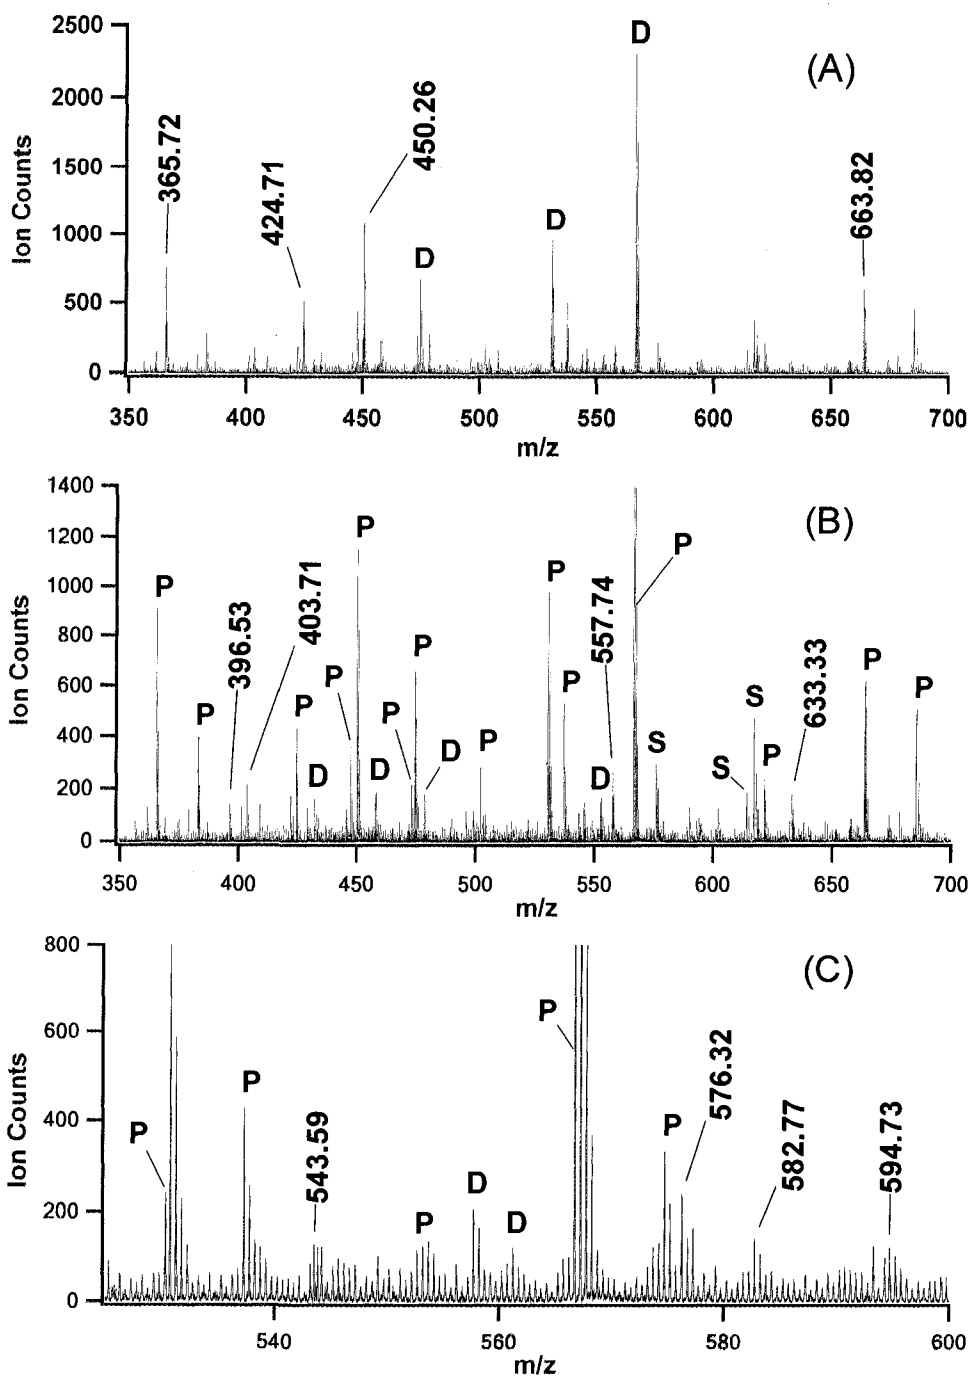 2500
D
(A)
2000
450.26
365.72
1500
424.71
663.82
Ion Counts
D
1000
D
500
0
350 400 450 500 550 600 650 700
m/z
1400
P
(B)
1200
P
403.71
P
P
1000
557.74
396.53
Ion Counts
800
P
633.33
P
P
600
P
P
P
P
S
P
400
D
S
S
P
D
D
D
200
0
350 400 450 500 550 600 650 700
m/z
800
(C)
P
600
576.32
P
Ion Counts
400
P
543.59
P
582.77
594.73
D
200
P
D
0
540 560 580 600
m/z